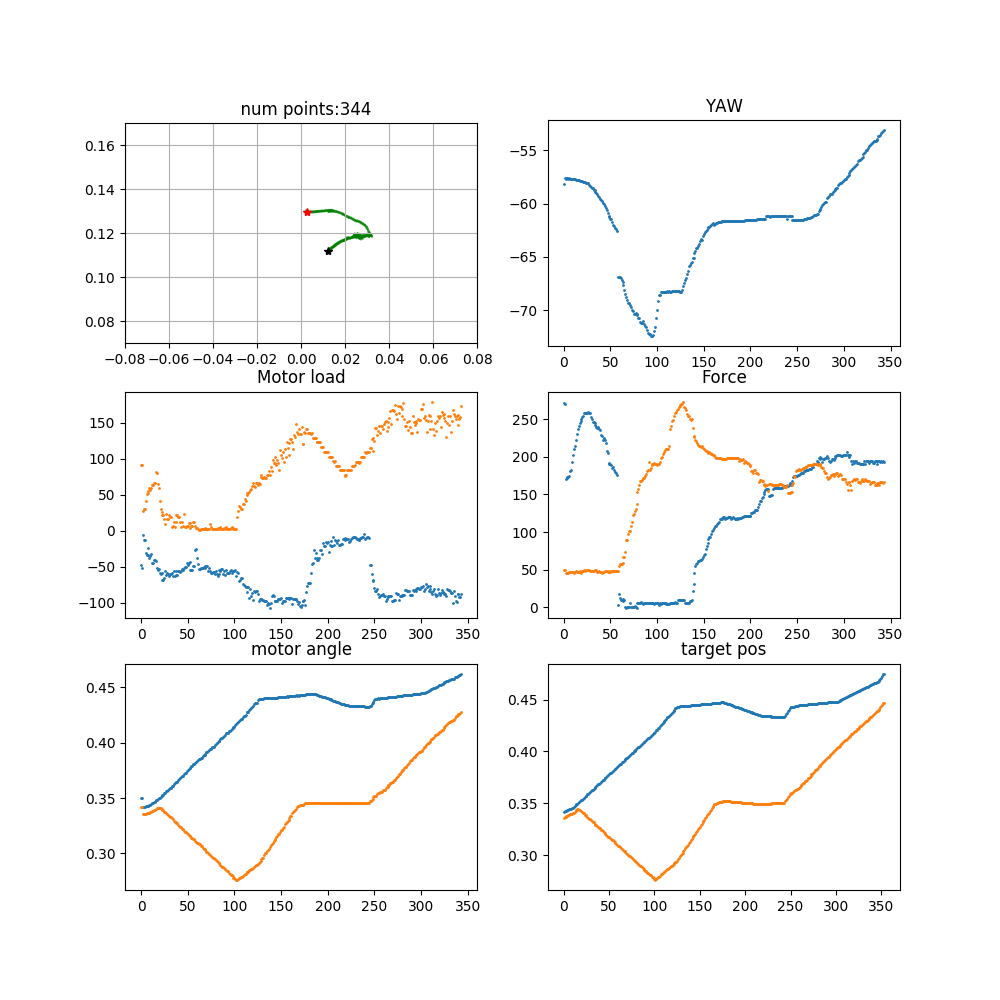 num points:344
0.16
0.14
0.12
0.10
0.08
−0.08 −0.06 −0.04 −0.02 0.00 0.02 0.04 0.06 0.08
YAW
−55
−60
−65
−70
0 50 100 150 200 250 300 350
Motor load
150
100
50
0
−50
−100
0 50 100 150 200 250 300 350
Force
250
200
150
100
50
0
0 50 100 150 200 250 300 350
motor angle
0.45
0.40
0.35
0.30
0 50 100 150 200 250 300 350
target pos
0.45
0.40
0.35
0.30
0 50 100 150 200 250 300 350